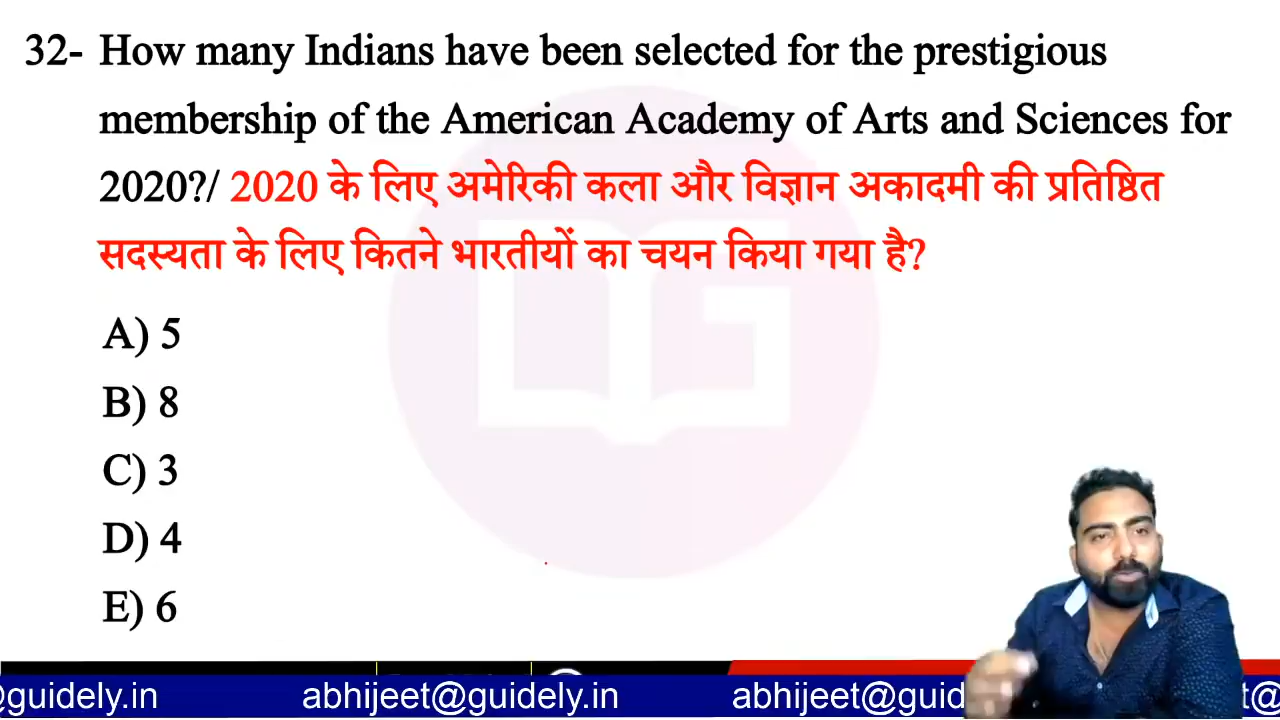 32- How many Indians have been selected for the prestigious
membership of the American Academy of Arts and Sciences for
2020?/ 2020 के लिए अमेरिकी कला और विज्ञान अकादमी की प्रतिष्ठित
सदस्यता के लिए कितने भारतीयों का चयन किया गया है?
A) 5
B) 8
C) 3
D) 4
E) 6
@guidely.in abhijeet@guidely.in abhijeet@guidel t@